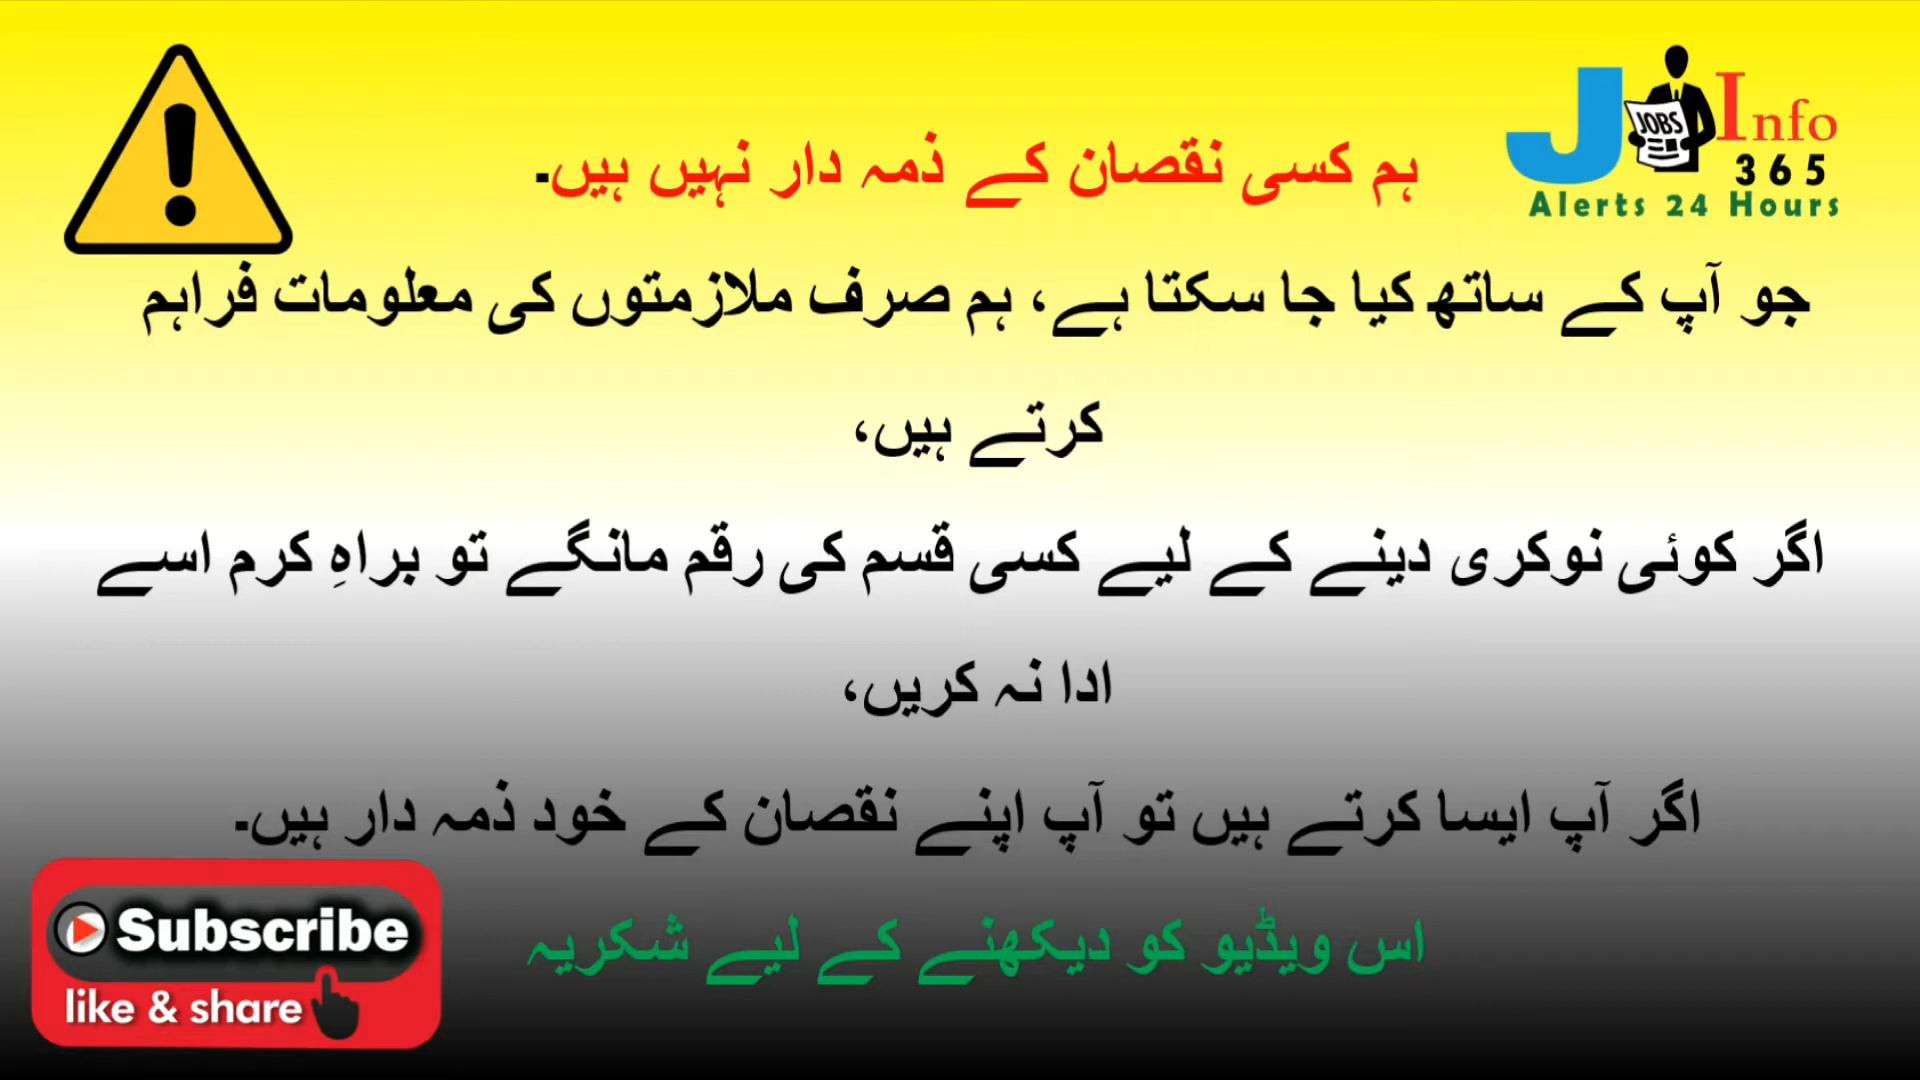 J Info
JOBS
365
Alerts 24 Hours
ہم کسی نقصان کے ذمہ دار نہیں ہیں۔
جو آپ کے ساتھ کیا جا سکتا ہے، ہم صرف ملازمتوں کی معلومات فراہم
کرتے ہیں،
اگر کوئی نوکری دینے کے لیے کسی قسم کی رقم مانگے تو براہِ کرم اسے
ادا نہ کریں،
اگر آپ ایسا کرتے ہیں تو آپ اپنے نقصان کے خود ذمہ دار ہیں۔
اس ویڈیو کو دیکھنے کے لیے شکریہ
Subscribe
like & share